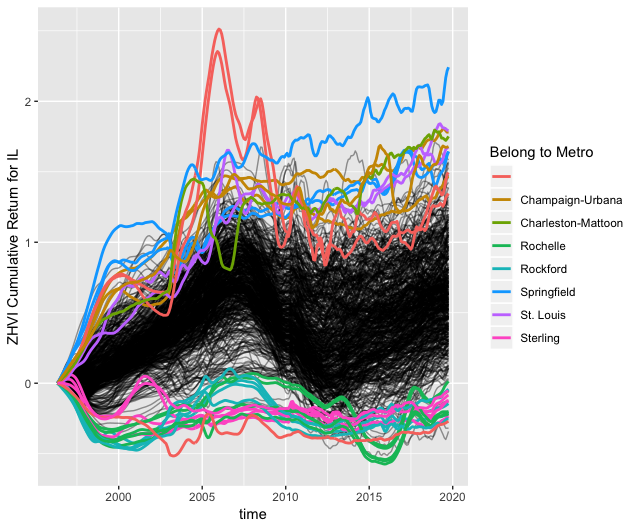 ZHVI Cumulative Return for IL
2
1
0
2000
2005
2010
2015
2020
time
Belong to Metro
Champaign-Urbana
Charleston-Mattoon
Rochelle
Rockford
Springfield
St. Louis
Sterling